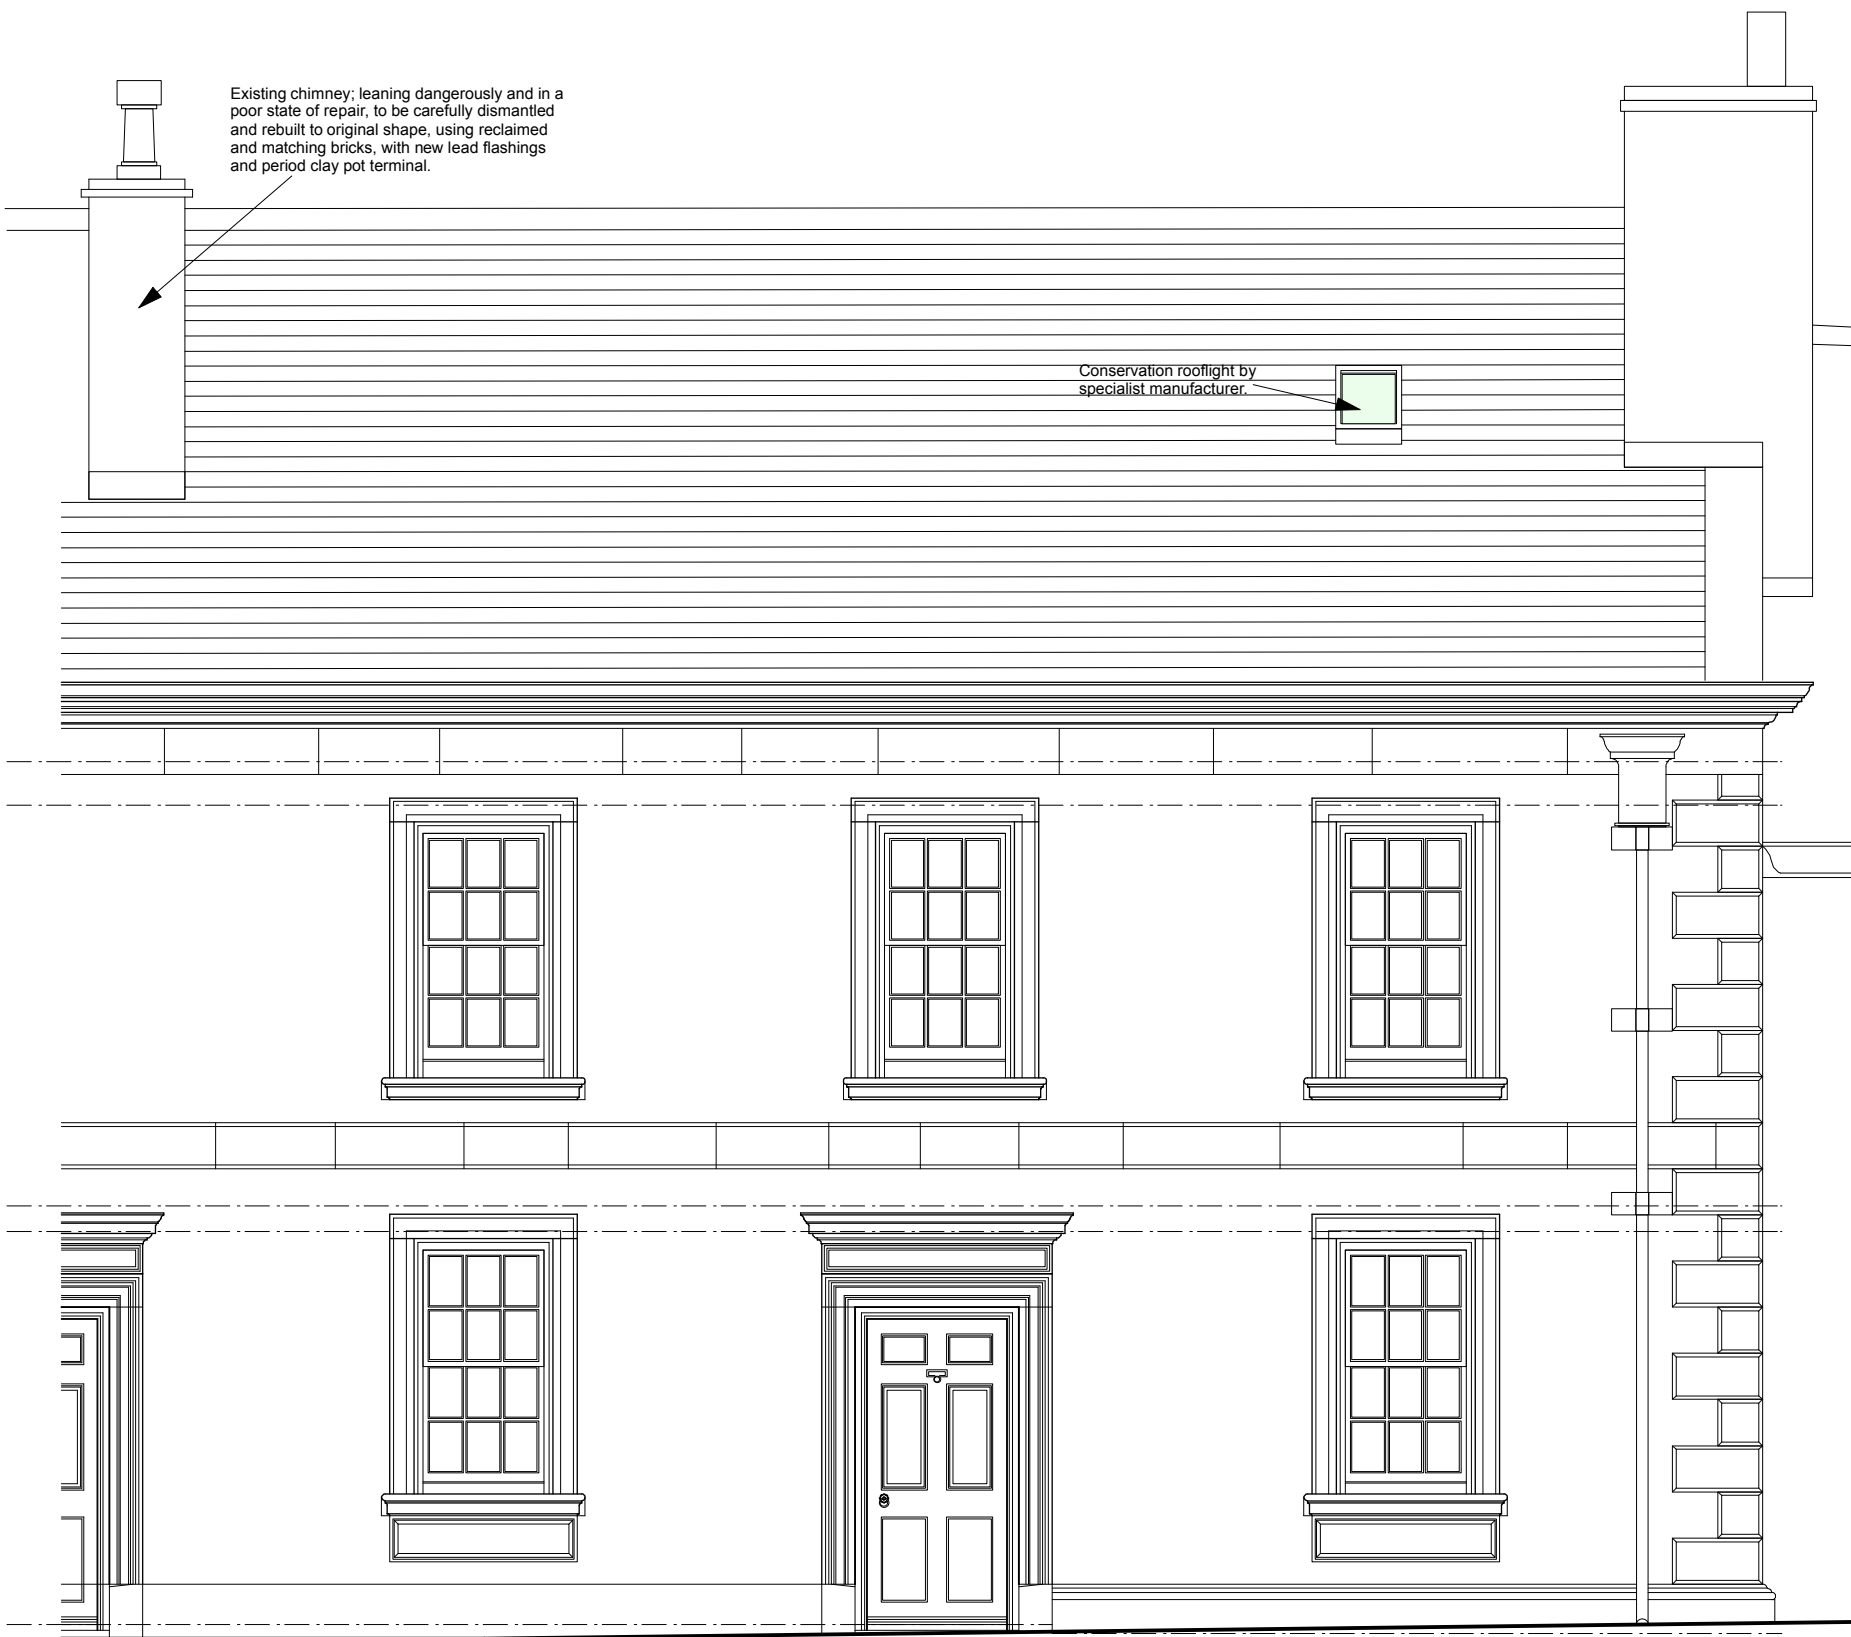 Existing chimney; leaning dangerously and in a
poor state of repair, to be carefully dismantled
and rebuilt to original shape, using reclaimed
and matching bricks, with new lead flashings
and period clay pot terminal.
Conservation rooflight by
specialist manufacturer.